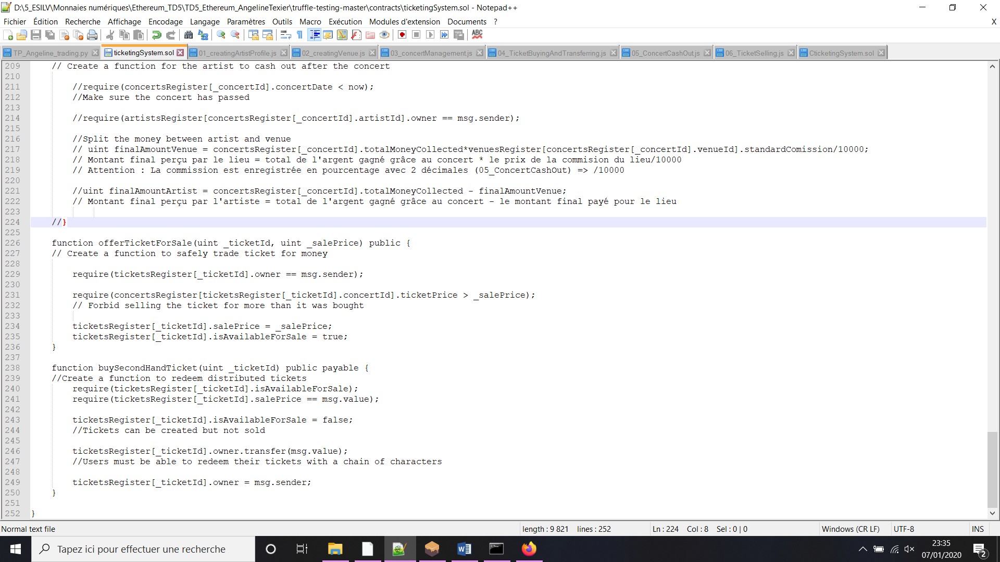 D:\5_ESILV\Monnaies numériques\Ethereum_TD5\TD5_Ethereum_AngelineTexier\truffle-testing-master\contracts\ticketingSystem.sol - Notepad++
Fichier Édition Recherche Affichage Encodage Langage Paramètres Outils Macro Exécution Modules d'extension Documents ? X
TP_Angeline_trading.py ticketingSystem.sol 01_creatingArtistProfile.js 02_creatingVenue.js 03_concertManagement.js 04_TicketBuyingAndTransferring.js 05_ConcertCashOut.js 06_TicketSelling.js CticketingSystem.sol
209 // Create a function for the artist to cash out after the concert
210
211 //require(concertsRegister[_concertId].concertDate < now);
212 //Make sure the concert has passed
213
214 //require(artistsRegister[concertsRegister[_concertId].artistId].owner == msg.sender);
215
216 //Split the money between artist and venue
217 // uint finalAmountVenue = concertsRegister[_concertId].totalMoneyCollected*venuesRegister[concertsRegister[_concertId].venueId].standardComission/10000;
218 // Montant final perçu par le lieu = total de l'argent gagné grâce au concert * le prix de la commision du lieu/10000
219 // Attention : La commission est enregistrée en pourcentage avec 2 décimales (05_ConcertCashOut) => /10000
220
221 //uint finalAmountArtist = concertsRegister[_concertId].totalMoneyCollected - finalAmountVenue;
222 // Montant final perçu par l'artiste = total de l'argent gagné grâce au concert - le montant final payé pour le lieu
223
224 //}
225
226 function offerTicketForSale(uint _ticketId, uint _salePrice) public {
227 // Create a function to safely trade ticket for money
228
229 require(ticketsRegister[_ticketId].owner == msg.sender);
230
231 require(concertsRegister[ticketsRegister[_ticketId].concertId].ticketPrice > _salePrice);
232 // Forbid selling the ticket for more than it was bought
233
234 ticketsRegister[_ticketId].salePrice = _salePrice;
235 ticketsRegister[_ticketId].isAvailableForSale = true;
236 }
237
238 function buySecondHandTicket(uint _ticketId) public payable {
239 //Create a function to redeem distributed tickets
240 require(ticketsRegister[_ticketId].isAvailableForSale);
241 require(ticketsRegister[_ticketId].salePrice == msg.value);
242
243 ticketsRegister[_ticketId].isAvailableForSale = false;
244 //Tickets can be created but not sold
245
246 ticketsRegister[_ticketId].owner.transfer(msg.value);
247 //Users must be able to redeem their tickets with a chain of characters
248
249 ticketsRegister[_ticketId].owner = msg.sender;
250 }
251
252 }
Normal text file length : 9 821 lines : 252 Ln : 224 Col : 8 Sel : 0 | 0 Windows (CR LF) UTF-8 INS
Tapez ici pour effectuer une recherche
23:35
07/01/2020
2